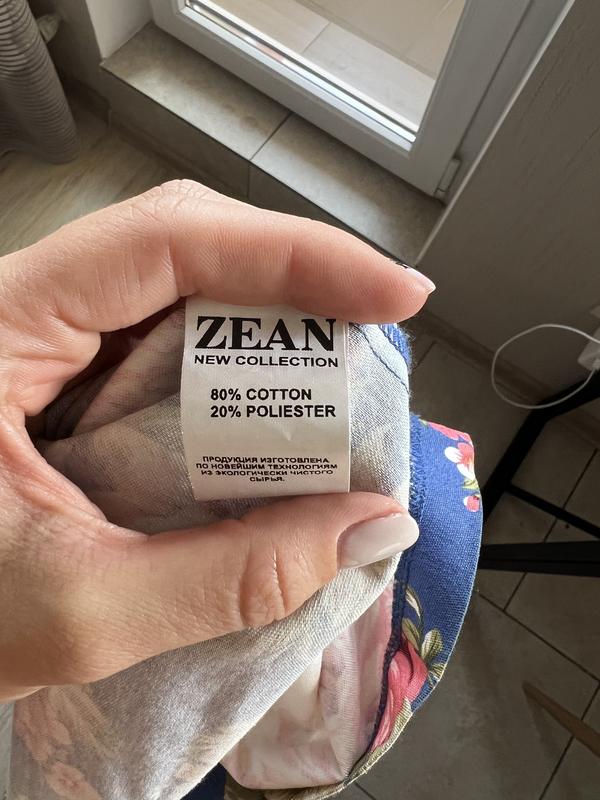 ZEAN
NEW COLLECTION
80% COTTON
20% POLIESTER
ПРОДУКЦИЯ ИЗГОТОВЛЕНА
ПО НОВЕЙШИМ ТЕХНОЛОГИЯМ
ИЗ ЭКОЛОГИЧЕСКИ ЧИСТОГО
СЫРЬЯ.